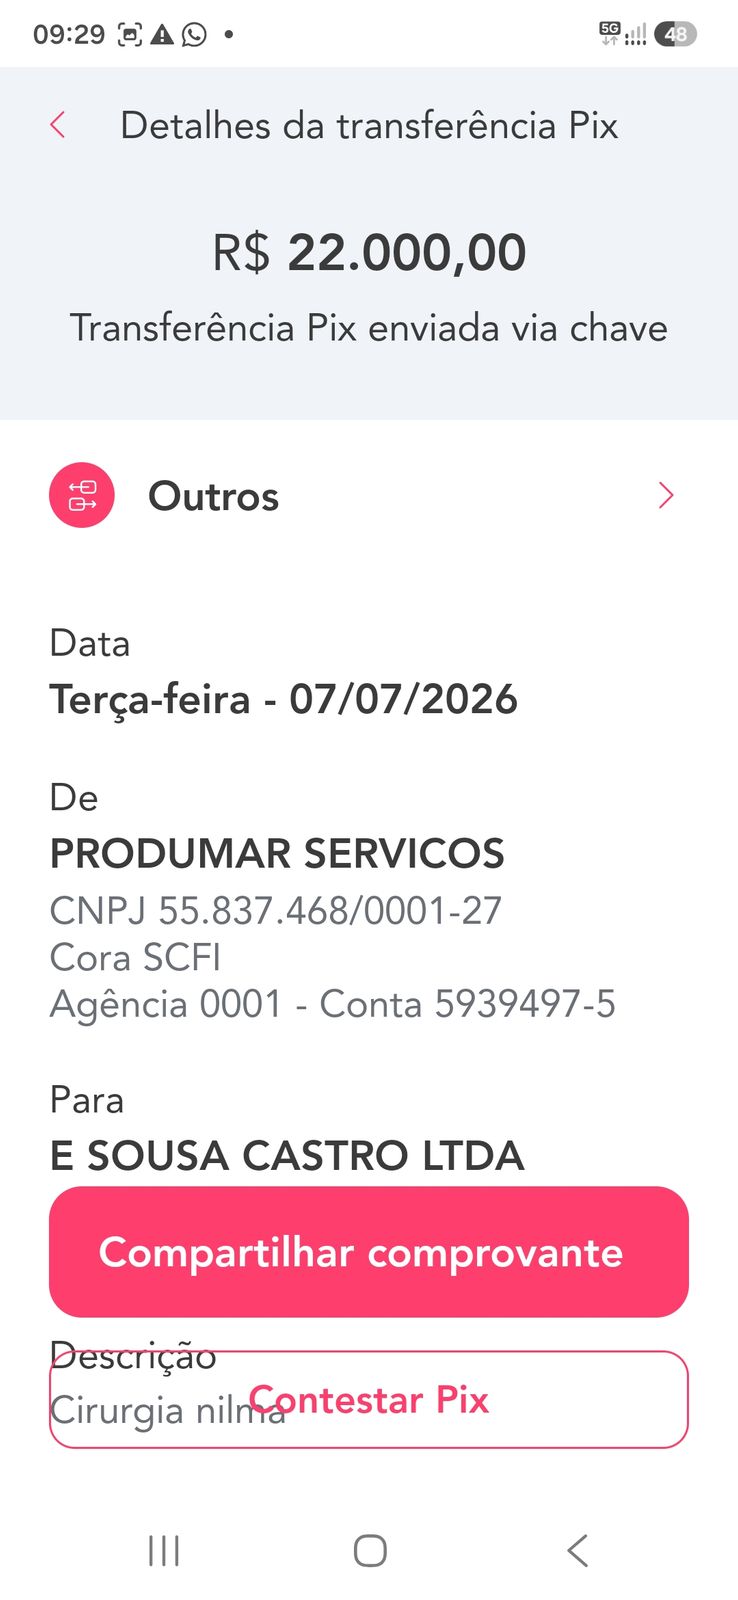 09:29
5G
48
Detalhes da transferência Pix
R$ 22.000,00
Transferência Pix enviada via chave
Outros
Data
Terça-feira - 07/07/2026
De
PRODUMAR SERVICOS
CNPJ 55.837.468/0001-27
Cora SCFI
Agência 0001 - Conta 5939497-5
Para
E SOUSA CASTRO LTDA
Compartilhar comprovante
Descrição
Cirurgia nilma
Contestar Pix